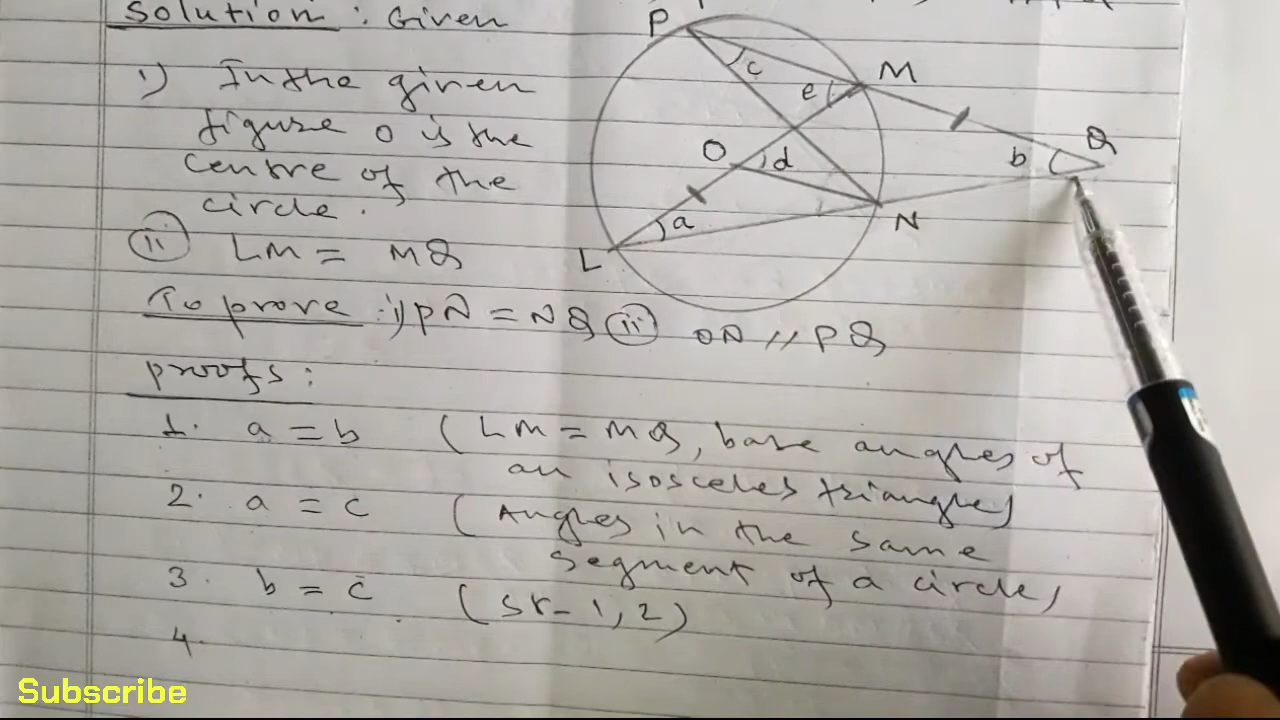 Solution : Given
1) In the given
figure O is the
centre of the
circle.
(ii) LM = MQ
To prove : i) PN = NQ (ii) ON // PQ
proofs :
1. a = b ( LM = MQ, base angles of
an isosceles triangle)
2. a = c ( Angles in the same
segment of a circle)
3. b = c ( sr- 1, 2 )
4.
P
c
M
e
O
d
b
Q
a
N
L
Subscribe